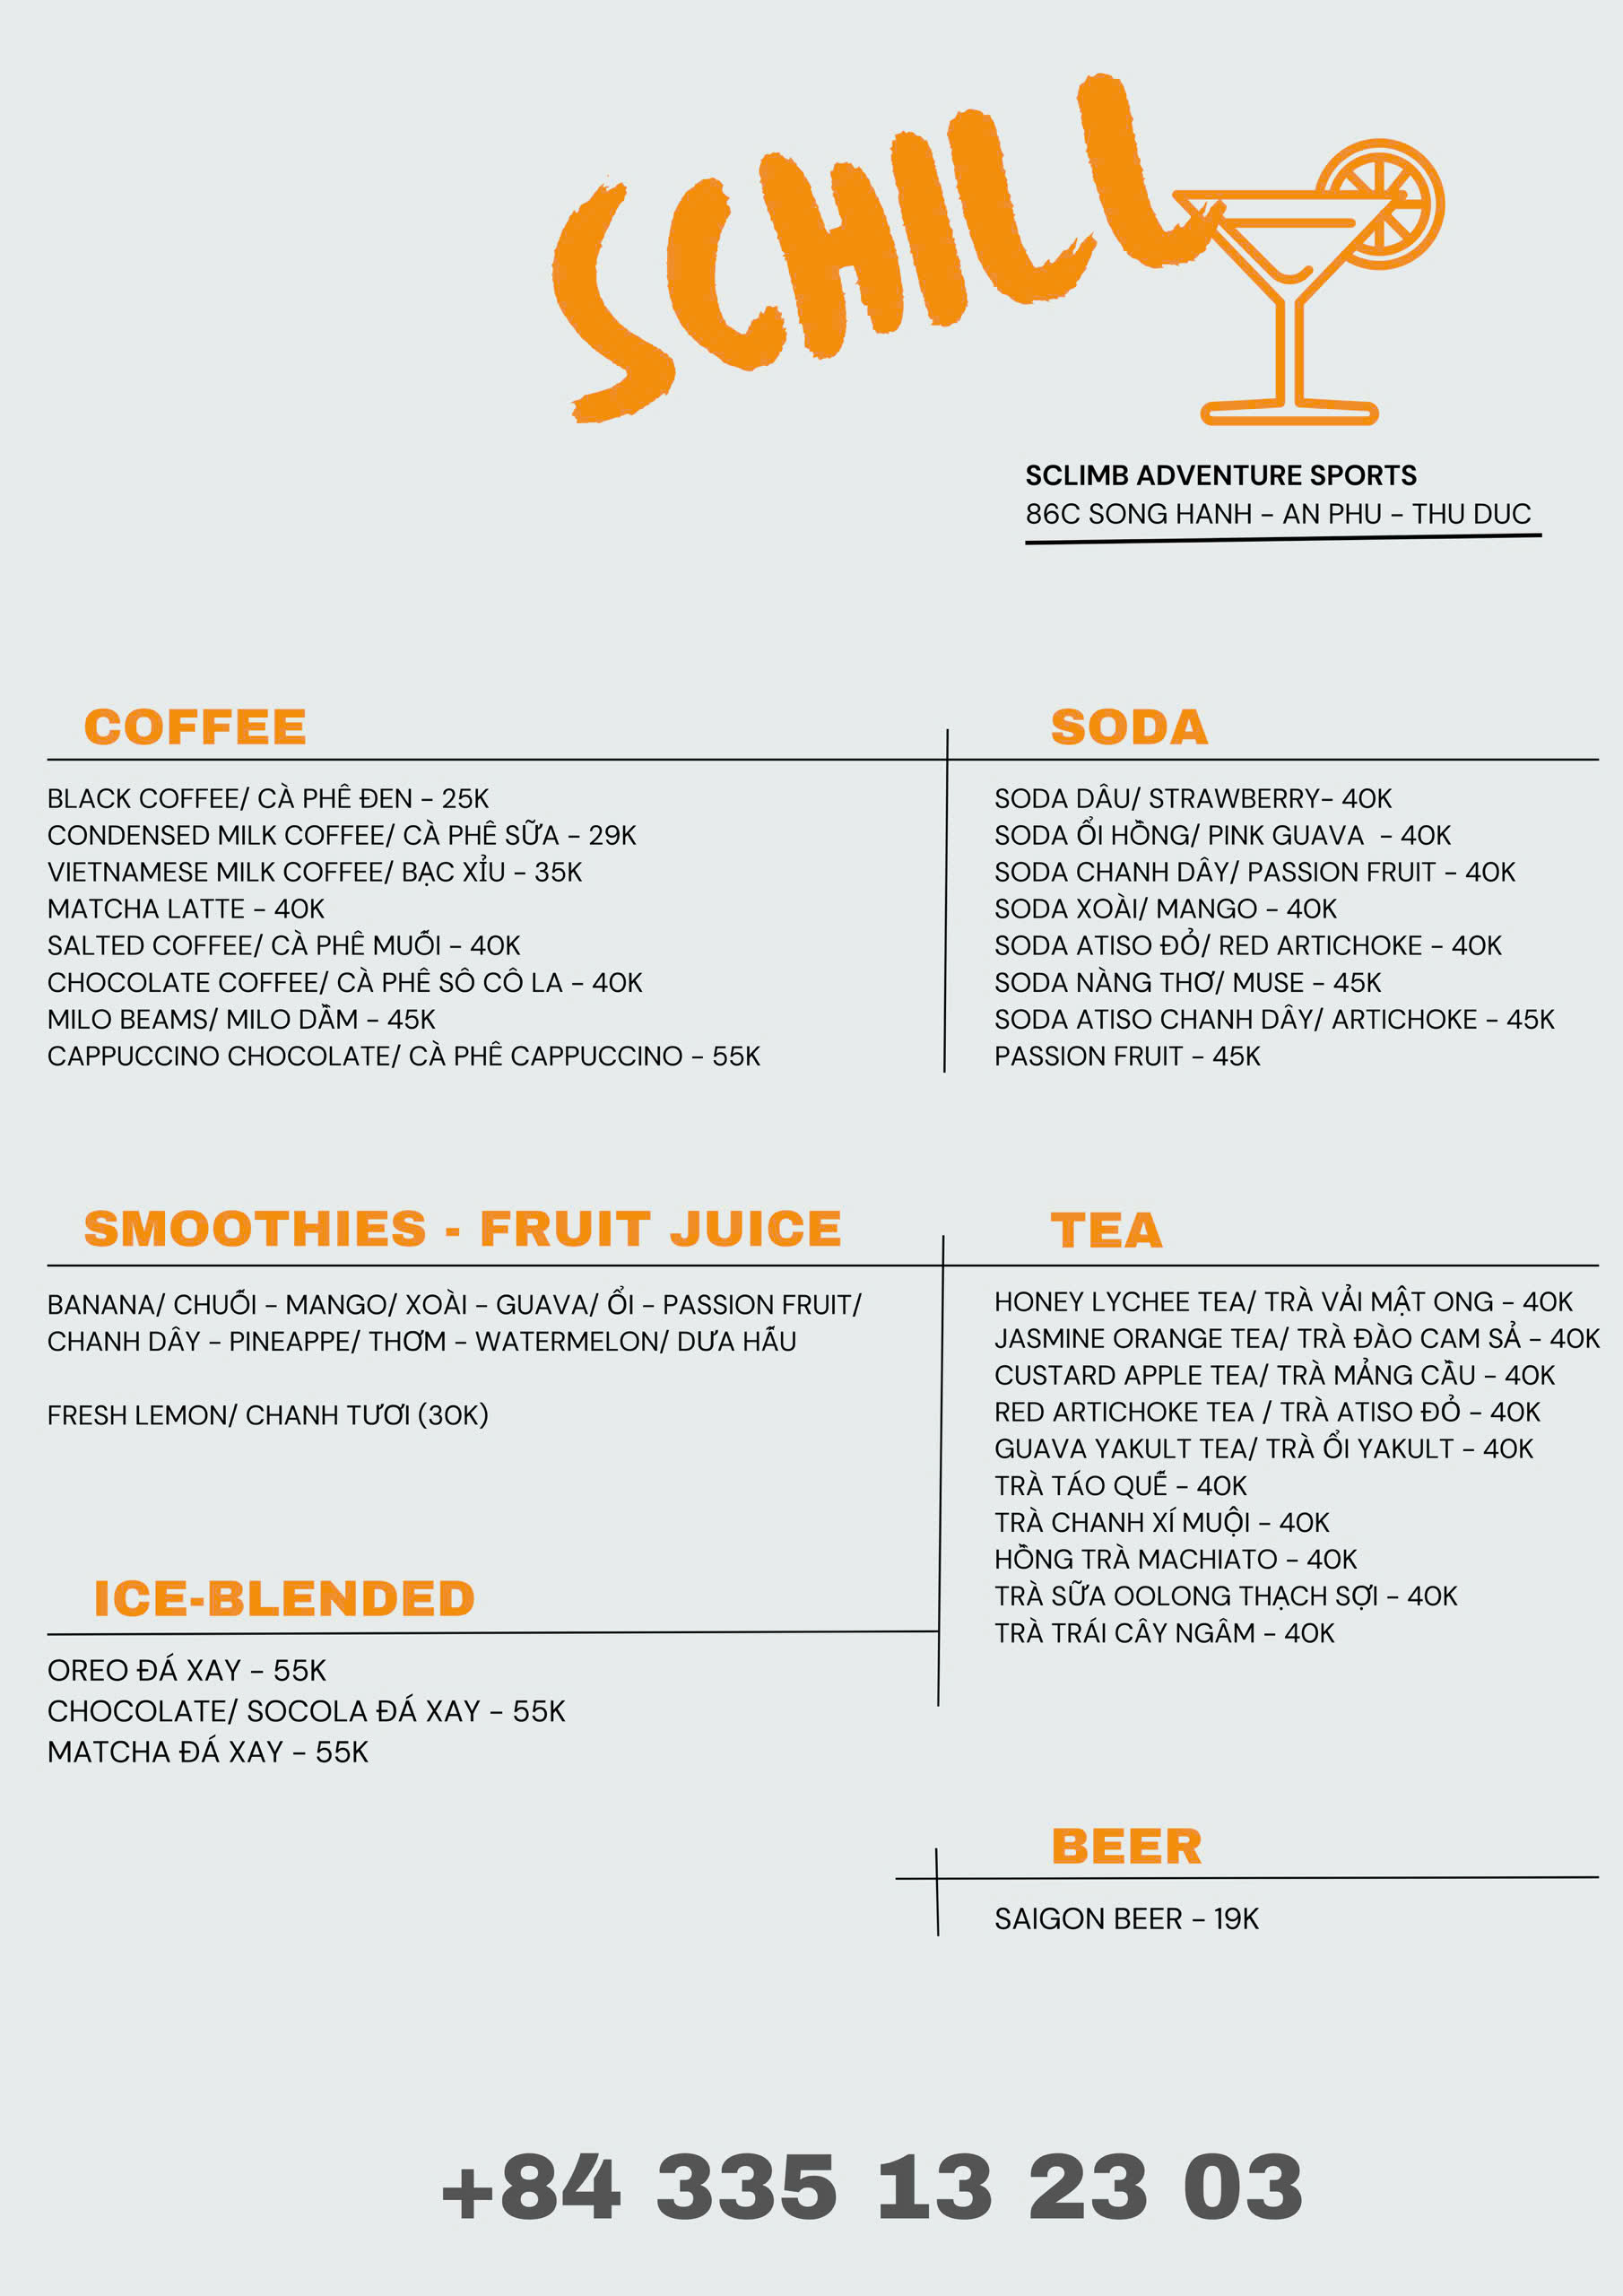 SCHILL
SCLIMB ADVENTURE SPORTS
86C SONG HANH – AN PHU – THU DUC
COFFEE
BLACK COFFEE/ CÀ PHÊ ĐEN – 25K
CONDENSED MILK COFFEE/ CÀ PHÊ SỮA – 29K
VIETNAMESE MILK COFFEE/ BẠC XỈU – 35K
MATCHA LATTE – 40K
SALTED COFFEE/ CÀ PHÊ MUỐI – 40K
CHOCOLATE COFFEE/ CÀ PHÊ SÔ CÔ LA – 40K
MILO BEAMS/ MILO DẦM – 45K
CAPPUCCINO CHOCOLATE/ CÀ PHÊ CAPPUCCINO – 55K
SODA
SODA DÂU/ STRAWBERRY– 40K
SODA ỔI HỒNG/ PINK GUAVA – 40K
SODA CHANH DÂY/ PASSION FRUIT – 40K
SODA XOÀI/ MANGO – 40K
SODA ATISO ĐỎ/ RED ARTICHOKE – 40K
SODA NÀNG THƠ/ MUSE – 45K
SODA ATISO CHANH DÂY/ ARTICHOKE – 45K
PASSION FRUIT – 45K
SMOOTHIES - FRUIT JUICE
BANANA/ CHUỐI – MANGO/ XOÀI – GUAVA/ ỔI – PASSION FRUIT/
CHANH DÂY – PINEAPPE/ THƠM – WATERMELON/ DƯA HẤU
FRESH LEMON/ CHANH TƯƠI (30K)
TEA
HONEY LYCHEE TEA/ TRÀ VẢI MẬT ONG – 40K
JASMINE ORANGE TEA/ TRÀ ĐÀO CAM SẢ – 40K
CUSTARD APPLE TEA/ TRÀ MẢNG CẦU – 40K
RED ARTICHOKE TEA / TRÀ ATISO ĐỎ – 40K
GUAVA YAKULT TEA/ TRÀ ỔI YAKULT – 40K
TRÀ TÁO QUẾ – 40K
TRÀ CHANH XÍ MUỘI – 40K
HỒNG TRÀ MACHIATO – 40K
TRÀ SỮA OOLONG THẠCH SỢI – 40K
TRÀ TRÁI CÂY NGÂM – 40K
ICE-BLENDED
OREO ĐÁ XAY – 55K
CHOCOLATE/ SOCOLA ĐÁ XAY – 55K
MATCHA ĐÁ XAY – 55K
BEER
SAIGON BEER – 19K
+84 335 13 23 03